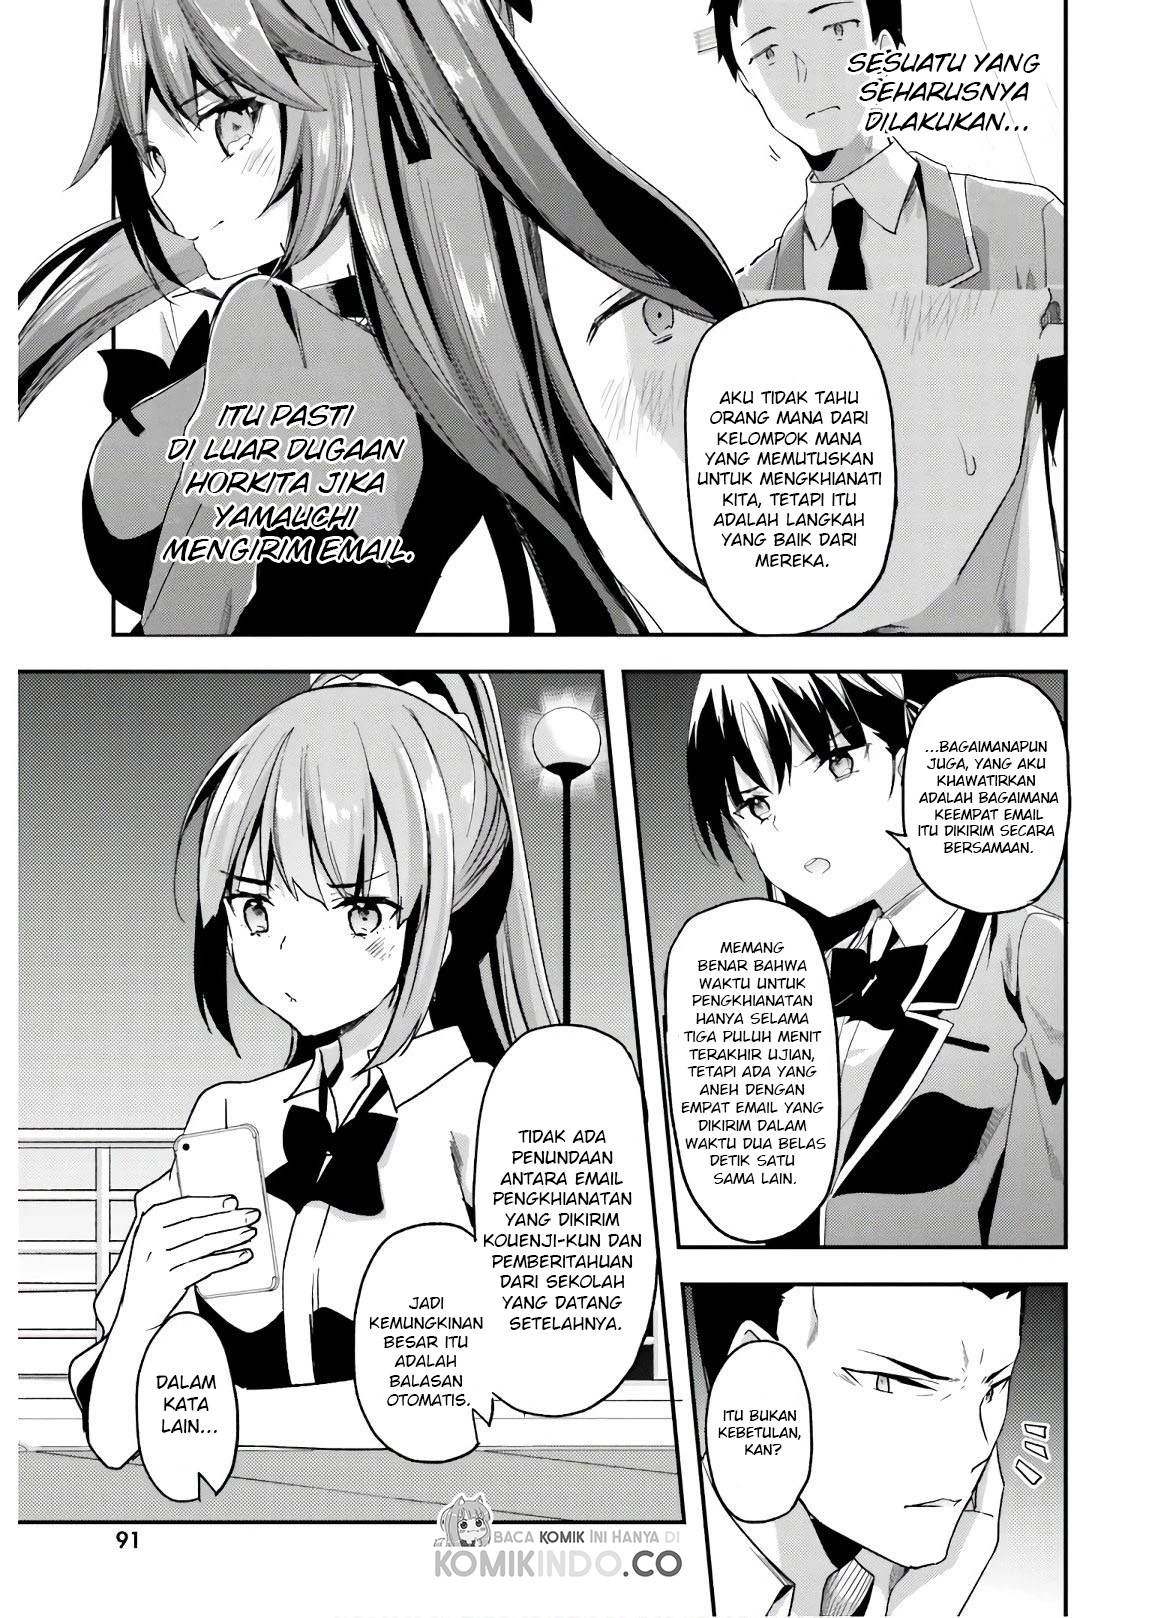 SESUATU YANG
SEHARUSNYA
DILAKUKAN...
AKU TIDAK TAHU
ORANG MANA DARI
KELOMPOK MANA
YANG MEMUTUSKAN
UNTUK MENGKHIANATI
KITA, TETAPI ITU
ADALAH LANGKAH
YANG BAIK DARI
MEREKA.
ITU PASTI
DI LUAR DUGAAN
HORKITA JIKA
YAMAUCHI
MENGIRIM EMAIL.
...BAGAIMANAPUN
JUGA, YANG AKU
KHAWATIRKAN
ADALAH BAGAIMANA
KEEMPAT EMAIL
ITU DIKIRIM SECARA
BERSAMAAN.
MEMANG
BENAR BAHWA
WAKTU UNTUK
PENGKHIANATAN
HANYA SELAMA
TIGA PULUH MENIT
TERAKHIR UJIAN,
TETAPI ADA YANG
ANEH DENGAN
EMPAT EMAIL YANG
DIKIRIM DALAM
WAKTU DUA BELAS
DETIK SATU
SAMA LAIN.
TIDAK ADA
PENUNDAAN
ANTARA EMAIL
PENGKHIANATAN
YANG DIKIRIM
KOUENJI-KUN DAN
PEMBERITAHUAN
DARI SEKOLAH
YANG DATANG
SETELAHNYA.
JADI
KEMUNGKINAN
BESAR ITU
ADALAH
BALASAN
OTOMATIS.
DALAM
KATA
LAIN...
ITU BUKAN
KEBETULAN,
KAN?
91
BACA KOMIK INI HANYA DI
KOMIKINDO.CO